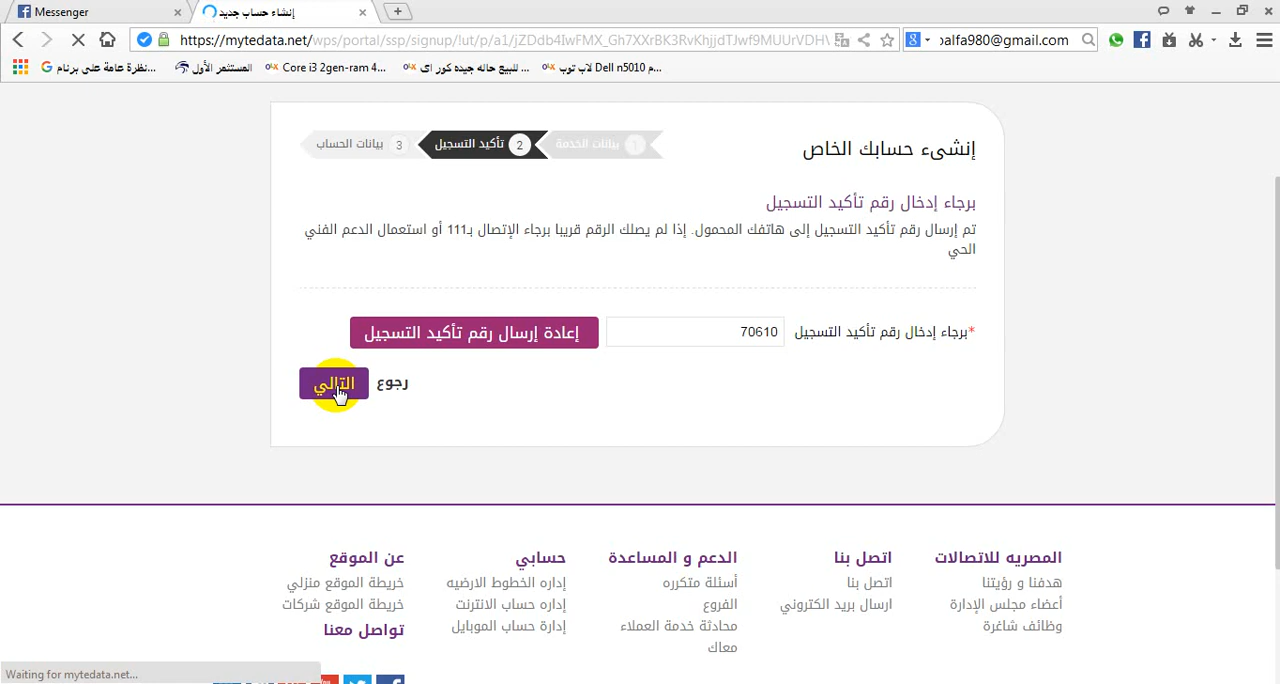 Messenger
إنشاء حساب جديد
https://mytedata.net/wps/portal/ssp/signup/!ut/p/a1/jZDdb4IwFMX_Gh7XXrBK3RvKhjjdTJwf9MUUrVDH\
balfa980@gmail.com
نظرة عامة على برنام...
المستثمر الأول
Core i3 2gen-ram 4...
للبيع حاله جيده كور اى ...
لاب توب Dell n5010 م...
إنشىء حسابك الخاص
1 بيانات الخدمة
2 تأكيد التسجيل
3 بيانات الحساب
برجاء إدخال رقم تأكيد التسجيل
تم إرسال رقم تأكيد التسجيل إلى هاتفك المحمول. إذا لم يصلك الرقم قريبا برجاء الإتصال بـ111 أو استعمال الدعم الفني
الحي
*برجاء إدخال رقم تأكيد التسجيل
70610
إعادة إرسال رقم تأكيد التسجيل
رجوع
التالي
المصريه للاتصالات
هدفنا و رؤيتنا
أعضاء مجلس الإدارة
وظائف شاغرة
اتصل بنا
اتصل بنا
ارسال بريد الكتروني
الدعم و المساعدة
أسئلة متكرره
الفروع
محادثة خدمة العملاء
معاك
حسابي
إداره الخطوط الارضيه
إداره حساب الانترنت
إدارة حساب الموبايل
عن الموقع
خريطة الموقع منزلي
خريطة الموقع شركات
تواصل معنا
Waiting for mytedata.net...